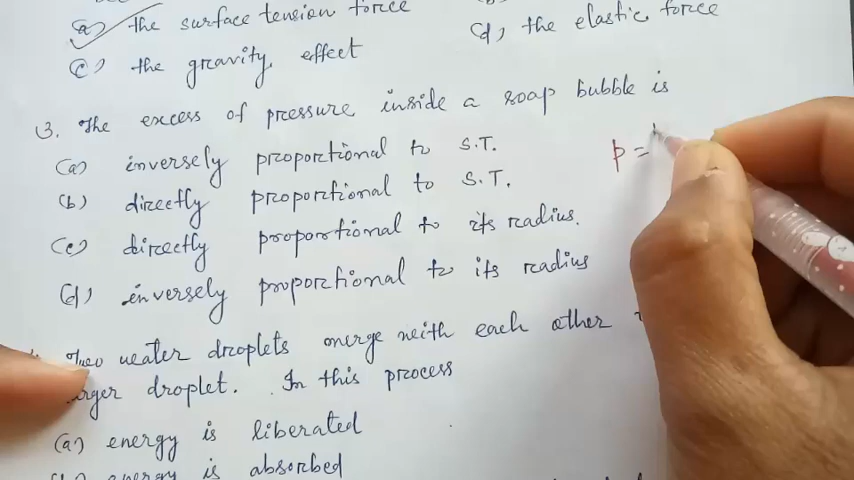 (a) the surface tension force
(c) the gravity effect
(d) the elastic force
3. The excess of pressure inside a soap bubble is
(a) inversely proportional to S.T.
(b) directly proportional to S.T.
(c) directly proportional to its radius.
(d) inversely proportional to its radius
p =
Two water droplets merge with each other
droplet. In this process
(a) energy is liberated
energy is absorbed